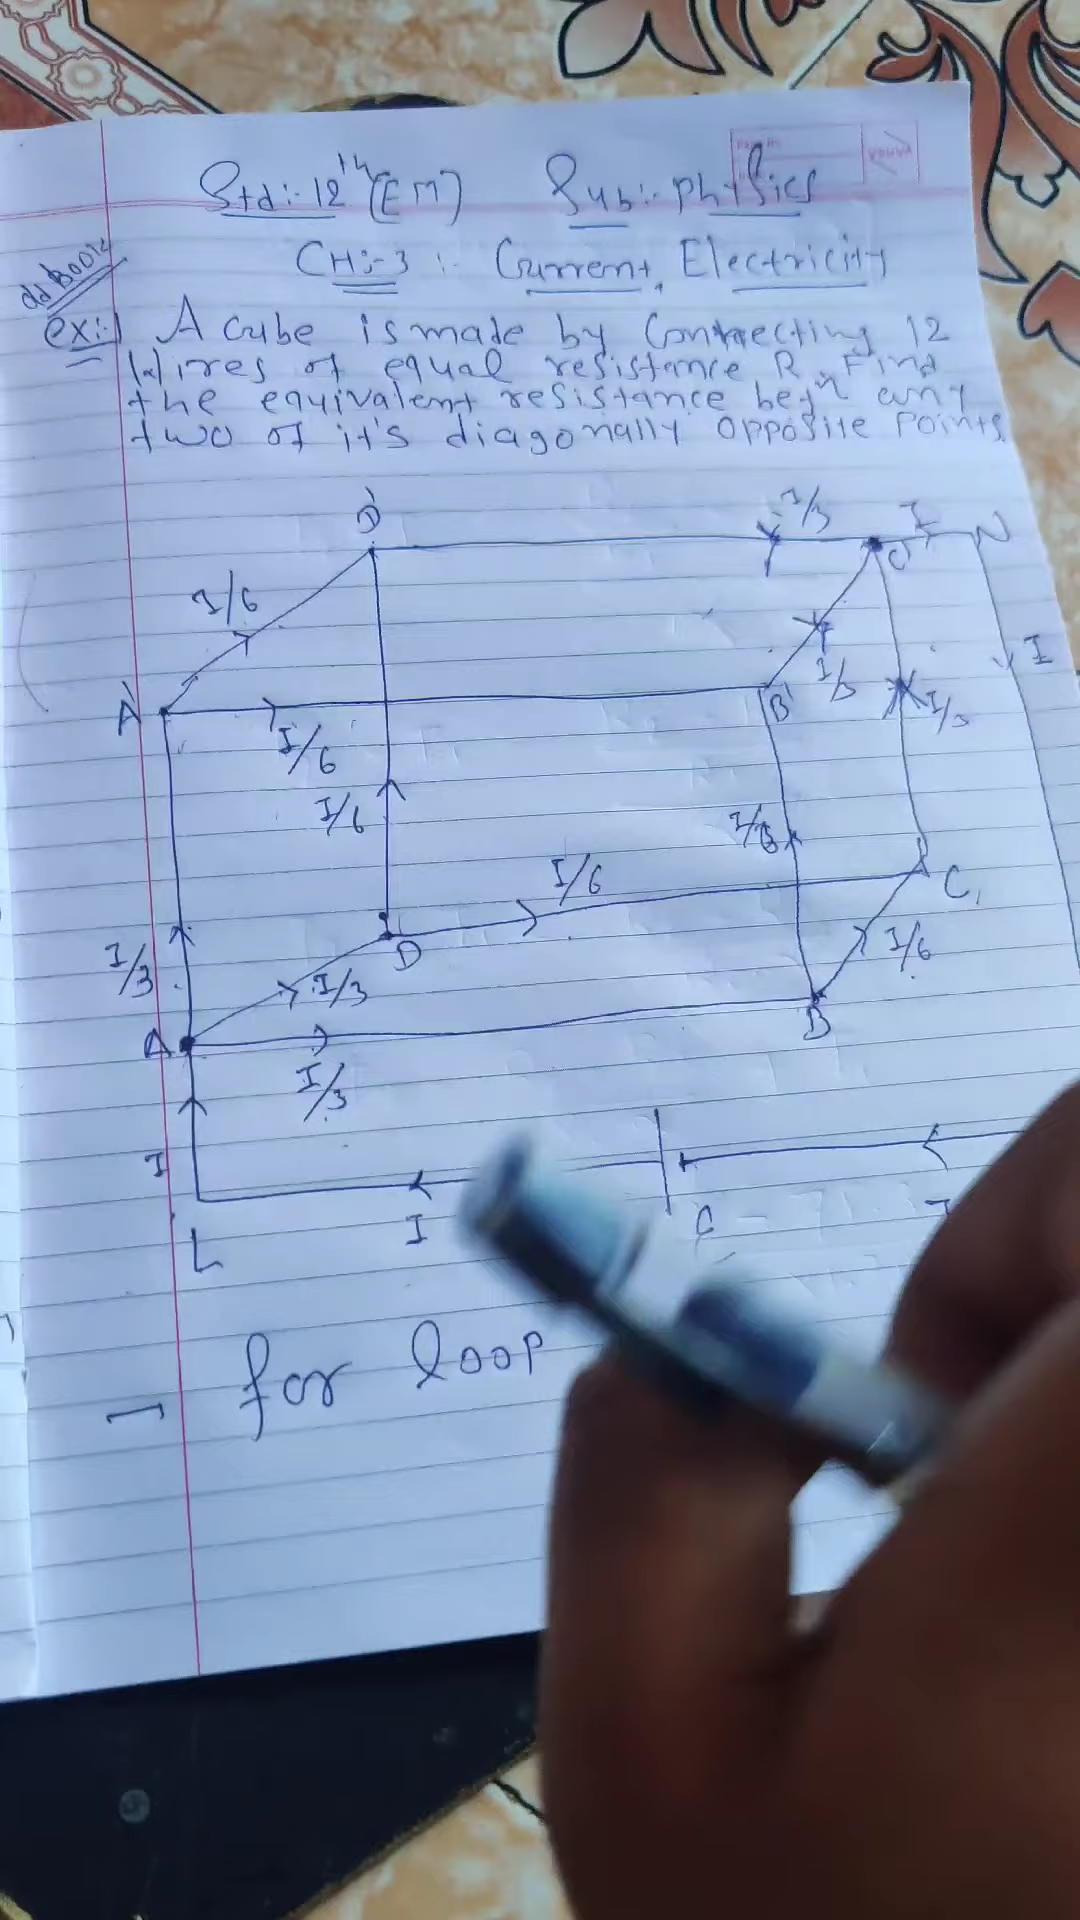 Std:- 12th (EM) Sub:- Physics
CH:-3 :- Current Electricity
ex:-1 A cube is made by Connecting 12
Wires of equal resistance R. Find
the equivalent resistance betn any
two of it's diagonally opposite points.
D'
I/3
I
N
C'
I/6
I
I/3
A'
B'
I/3
I/6
I/6
I/6
I/6
C
I/3
D
I/6
I/3
A
B
I/3
I
I
L
- for loop